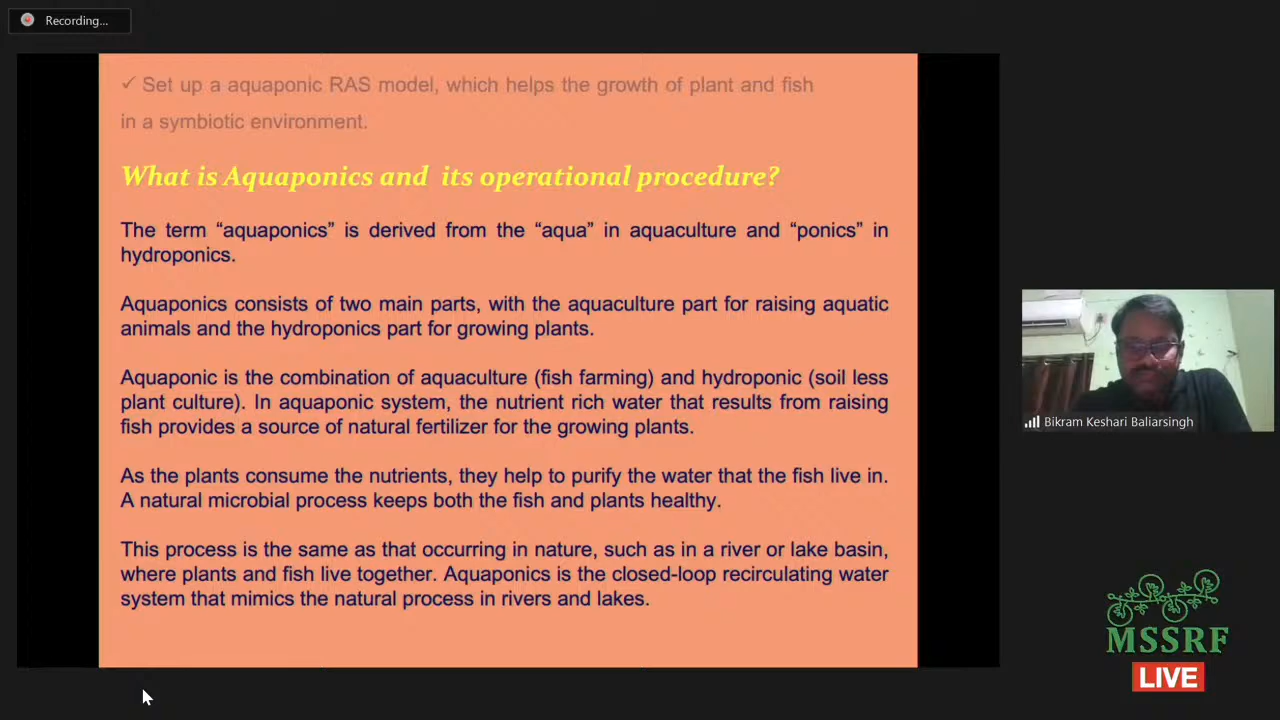 Recording...
✓ Set up a aquaponic RAS model, which helps the growth of plant and fish
in a symbiotic environment.
What is Aquaponics and its operational procedure?
The term “aquaponics” is derived from the “aqua” in aquaculture and “ponics” in
hydroponics.
Aquaponics consists of two main parts, with the aquaculture part for raising aquatic
animals and the hydroponics part for growing plants.
Aquaponic is the combination of aquaculture (fish farming) and hydroponic (soil less
plant culture). In aquaponic system, the nutrient rich water that results from raising
fish provides a source of natural fertilizer for the growing plants.
As the plants consume the nutrients, they help to purify the water that the fish live in.
A natural microbial process keeps both the fish and plants healthy.
This process is the same as that occurring in nature, such as in a river or lake basin,
where plants and fish live together. Aquaponics is the closed-loop recirculating water
system that mimics the natural process in rivers and lakes.
Bikram Keshari Baliarsingh
MSSRF
LIVE